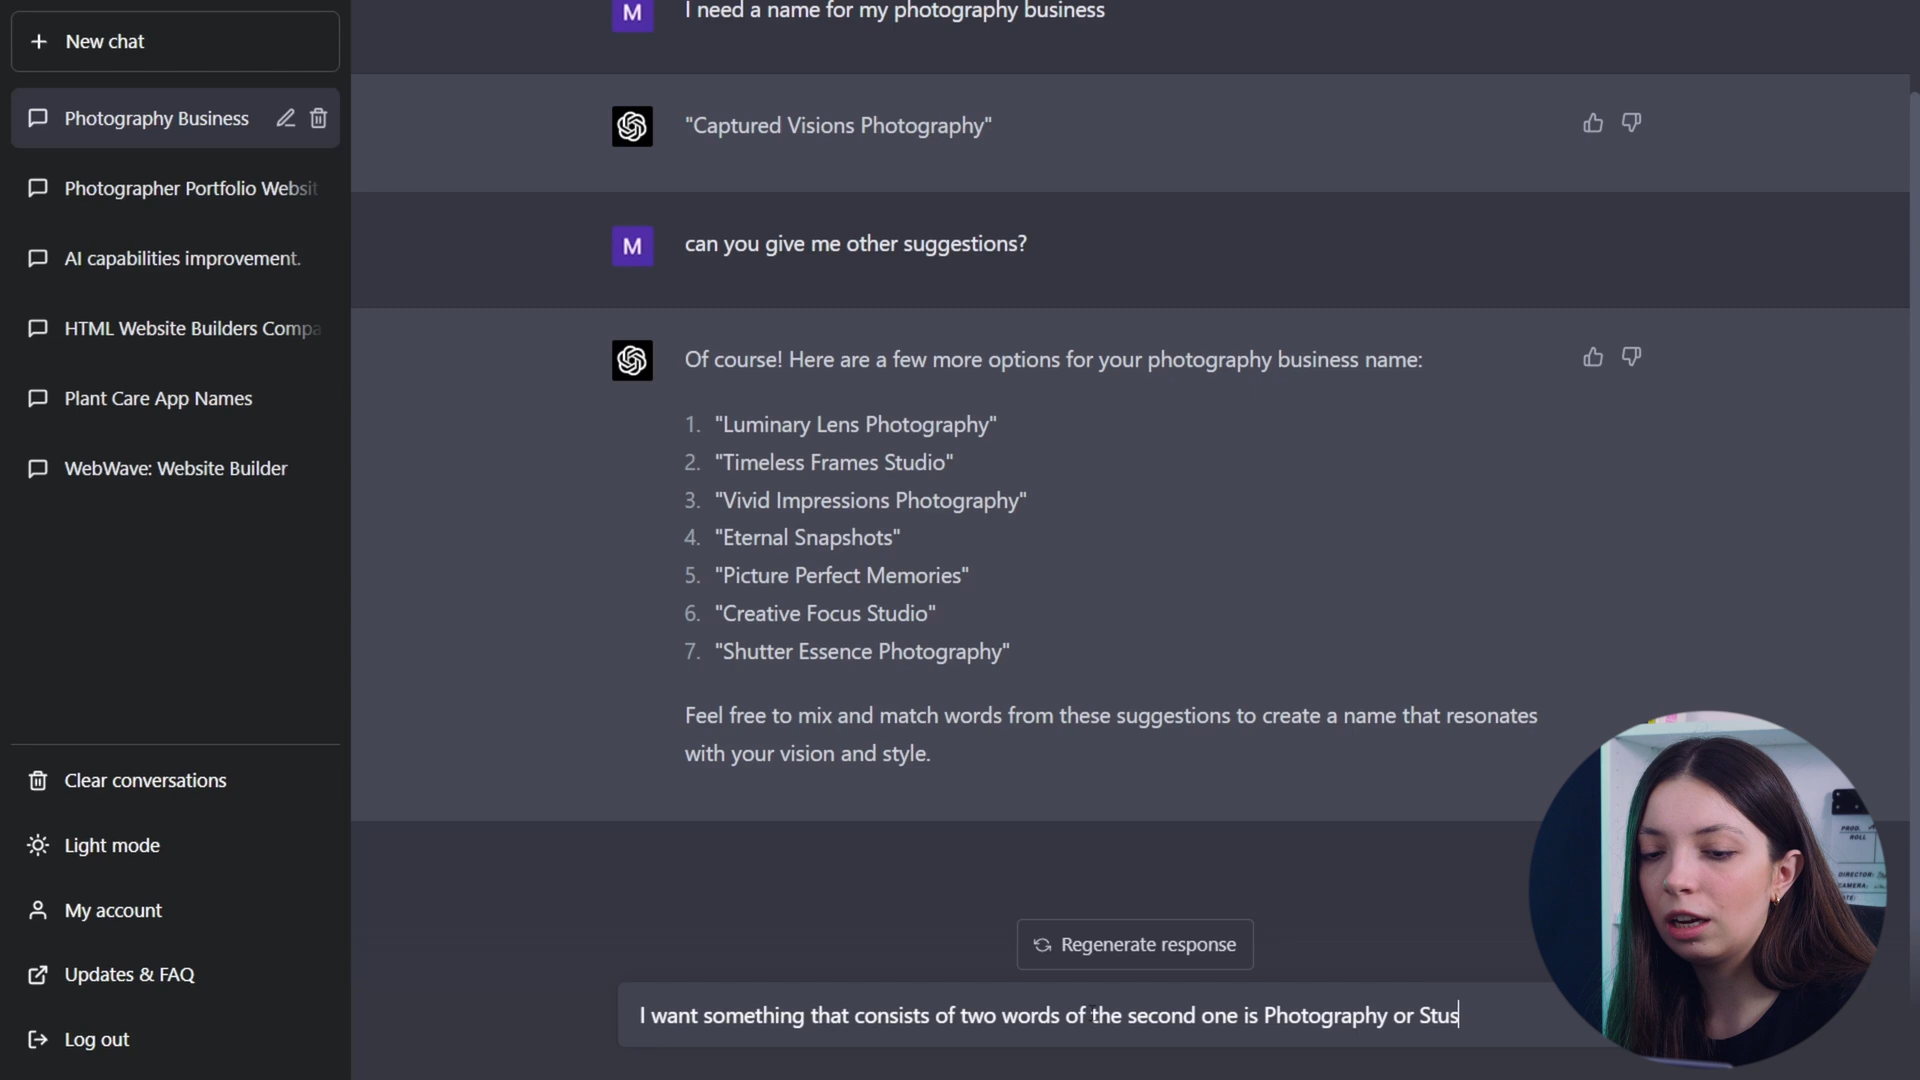 New chat
Photography Business
Photographer Portfolio Websit
AI capabilities improvement.
HTML Website Builders Compa
Plant Care App Names
WebWave: Website Builder
Clear conversations
Light mode
My account
Updates & FAQ
Log out
M
I need a name for my photography business
"Captured Visions Photography"
M
can you give me other suggestions?
Of course! Here are a few more options for your photography business name:
1. "Luminary Lens Photography"
2. "Timeless Frames Studio"
3. "Vivid Impressions Photography"
4. "Eternal Snapshots"
5. "Picture Perfect Memories"
6. "Creative Focus Studio"
7. "Shutter Essence Photography"
Feel free to mix and match words from these suggestions to create a name that resonates
with your vision and style.
Regenerate response
I want something that consists of two words of the second one is Photography or Stus
PROD.
ROLL
DIRECTOR:
CAMERA: